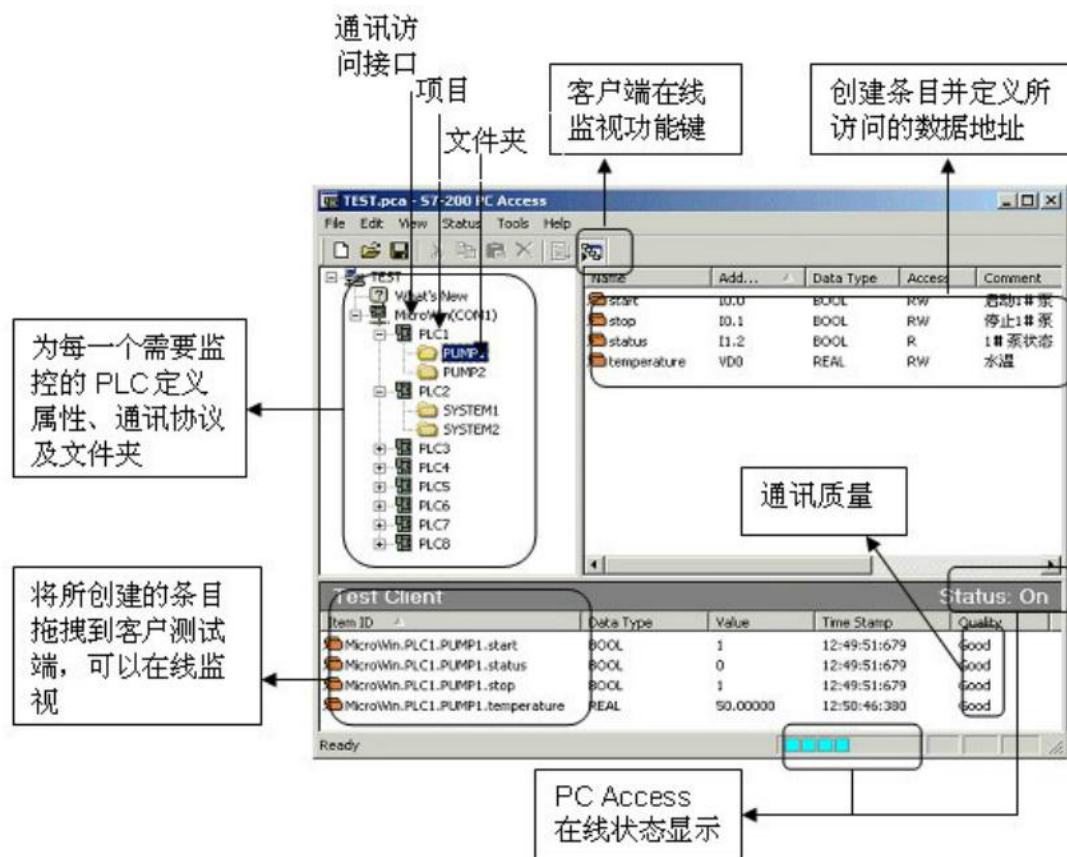 通讯访
问接口
项目
文件夹
客户端在线
监视功能键
创建条目并定义所
访问的数据地址
TEST.pca - S7-200 PC Access
File Edit View Status Tools Help
TEST
What's New
MicroWin(COM1)
PLC1
PUMP1
PUMP2
PLC2
SYSTEM1
SYSTEM2
PLC3
PLC4
PLC5
PLC6
PLC7
PLC8
Name Add... Data Type Access Comment
start I0.0 BOOL RW 启动1#泵
stop I0.1 BOOL RW 停止1#泵
status I1.2 BOOL R 1#泵状态
temperature VD0 REAL RW 水温
为每一个需要监
控的 PLC 定义
属性、通讯协议
及文件夹
通讯质量
将所创建的条目
拖拽到客户测试
端，可以在线监
视
Test Client Status: On
Item ID Data Type Value Time Stamp Quality
MicroWin.PLC1.PUMP1.start BOOL 1 12:49:51:679 Good
MicroWin.PLC1.PUMP1.status BOOL 0 12:49:51:679 Good
MicroWin.PLC1.PUMP1.stop BOOL 1 12:49:51:679 Good
MicroWin.PLC1.PUMP1.temperature REAL 50.00000 12:50:46:380 Good
Ready
PC Access
在线状态显示